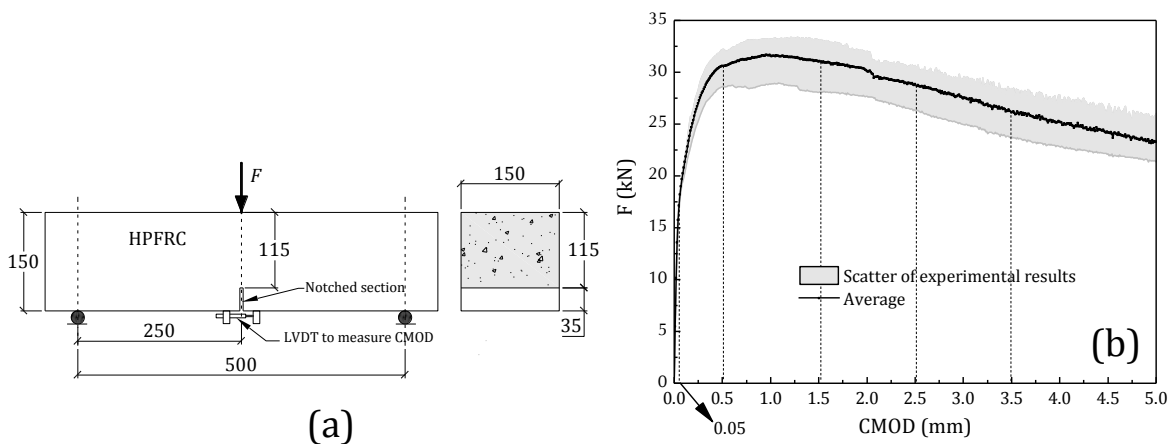 F
150
HPFRC
150
115
115
Notched section
35
250
LVDT to measure CMOD
500
(a)
F (kN)
35
30
25
20
15
10
5
0
Scatter of experimental results
Average
(b)
0.0 0.5 1.0 1.5 2.0 2.5 3.0 3.5 4.0 4.5 5.0
CMOD (mm)
0.05